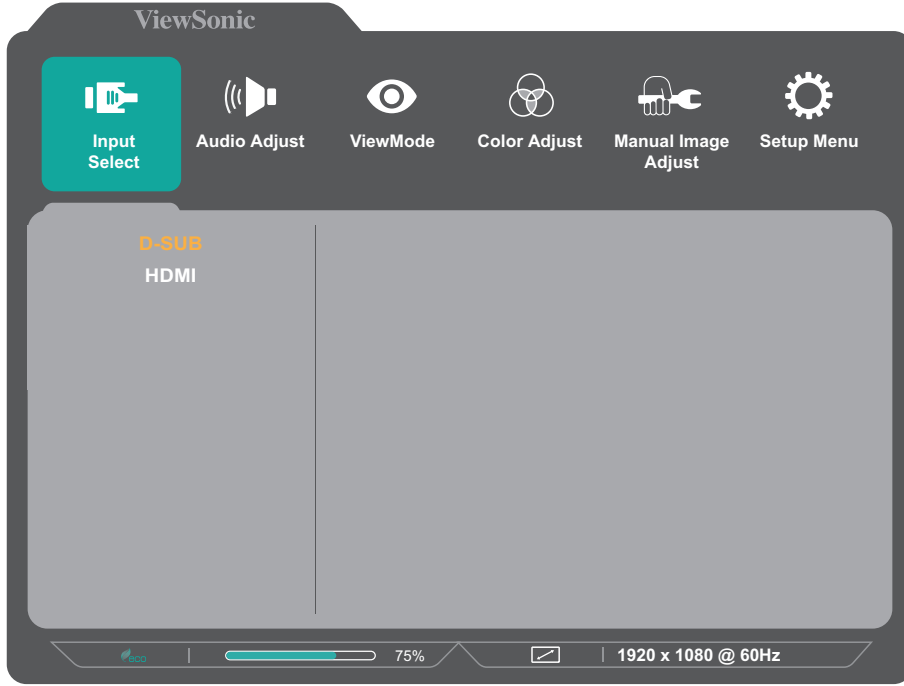 ViewSonic
Input
Select
Audio Adjust
ViewMode
Color Adjust
Manual Image
Adjust
Setup Menu
D-SUB
HDMI
eco
75%
1920 x 1080 @ 60Hz